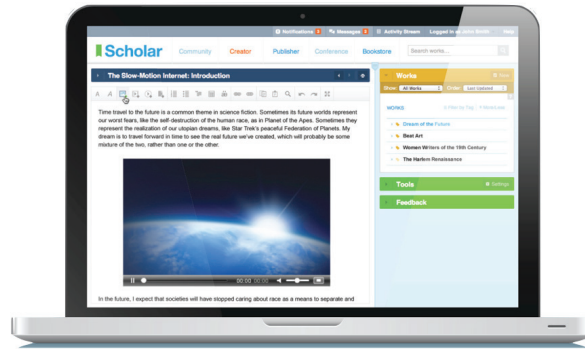 Notifications 2 Messages 2 Activity Stream Logged in as John Smith Help
Scholar Community Creator Publisher Conference Bookstore Search works...
The Slow-Motion Internet: Introduction
Time travel to the future is a common theme in science fiction. Sometimes its future worlds represent
our worst fears, like the self-destruction of the human race, as in Planet of the Apes. Sometimes they
represent the realization of our utopian dreams, like Star Trek's peaceful Federation of Planets. My
dream is to travel forward in time to see the real future we've created, which will probably be some
mixture of the two, rather than one or the other.
00:00 00:00
In the future, I expect that societies will have stopped caring about race as a means to separate and
Works
Show All Works Order Last Updated
WORKS
Dream of the Future
Beat Art
Women Writers of the 19th Century
The Harlem Renaissance
Tools Settings
Feedback